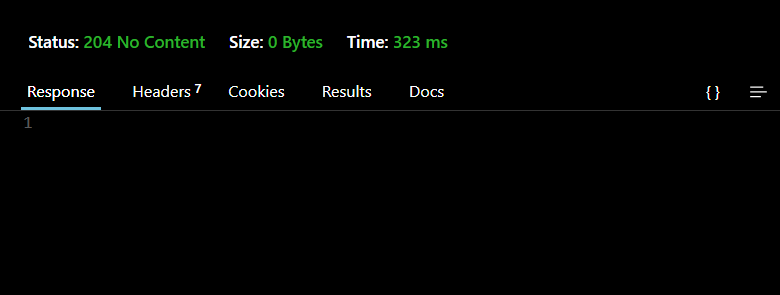 Status: 204 No Content Size: 0 Bytes Time: 323 ms
Response Headers 7 Cookies Results Docs { }
1